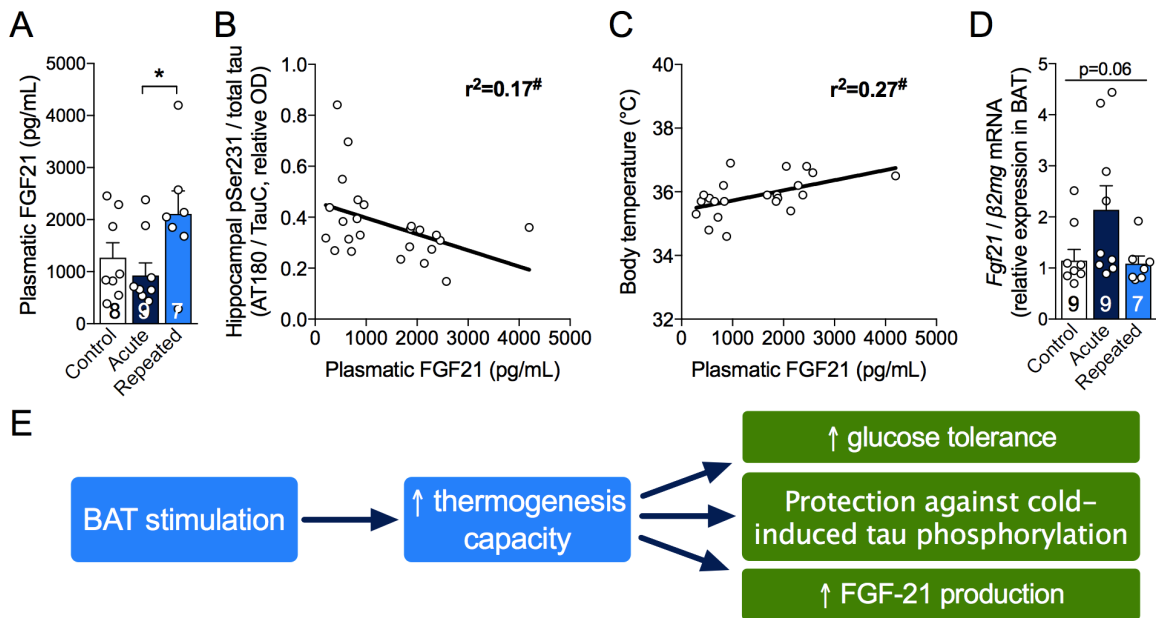 A
Plasmatic FGF21 (pg/mL)
5000
4000
3000
2000
1000
0
*
8
9
7
Control
Acute
Repeated
B
Hippocampal pSer231 / total tau
(AT180 / TauC, relative OD)
1.0
0.8
0.6
0.4
0.2
0.0
r²=0.17#
0 1000 2000 3000 4000 5000
Plasmatic FGF21 (pg/mL)
C
Body temperature (°C)
40
38
36
34
32
r²=0.27#
0 1000 2000 3000 4000 5000
Plasmatic FGF21 (pg/mL)
D
Fgf21 / β2mg mRNA
(relative expression in BAT)
5
4
3
2
1
0
p=0.06
9
9
7
Control
Acute
Repeated
E
BAT stimulation
↑ thermogenesis
capacity
↑ glucose tolerance
Protection against cold-
induced tau phosphorylation
↑ FGF-21 production